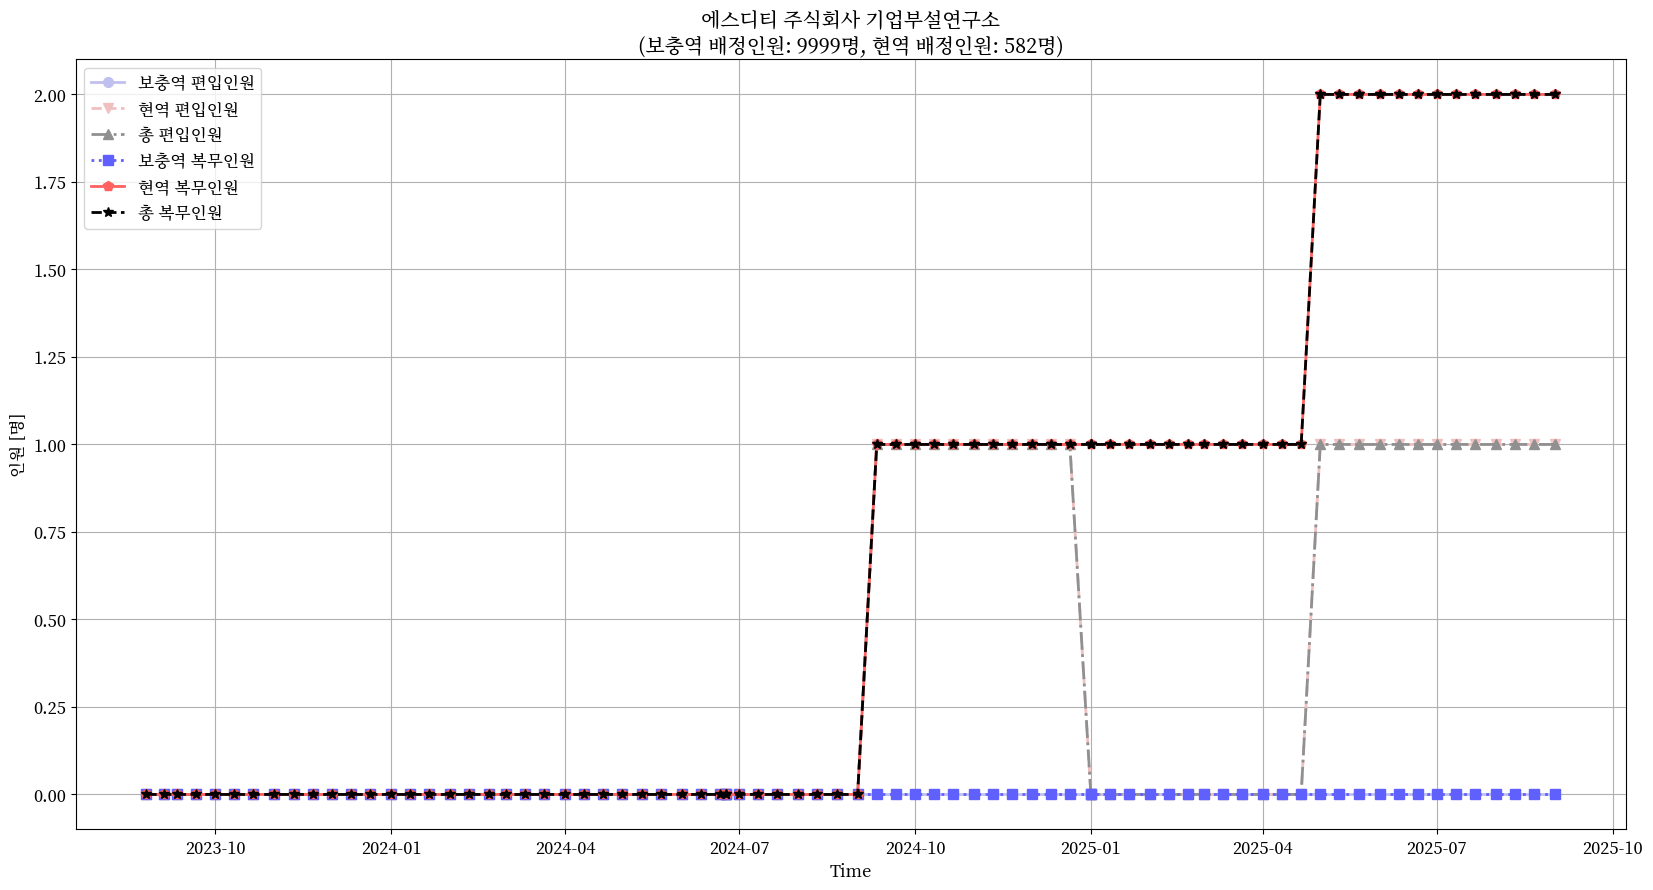 에스디티 주식회사 기업부설연구소
(보충역 배정인원: 9999명, 현역 배정인원: 582명)
보충역 편입인원
현역 편입인원
총 편입인원
보충역 복무인원
현역 복무인원
총 복무인원
2.00
1.75
1.50
1.25
1.00
0.75
0.50
0.25
0.00
인원 [명]
2023-10
2024-01
2024-04
2024-07
2024-10
2025-01
2025-04
2025-07
2025-10
Time